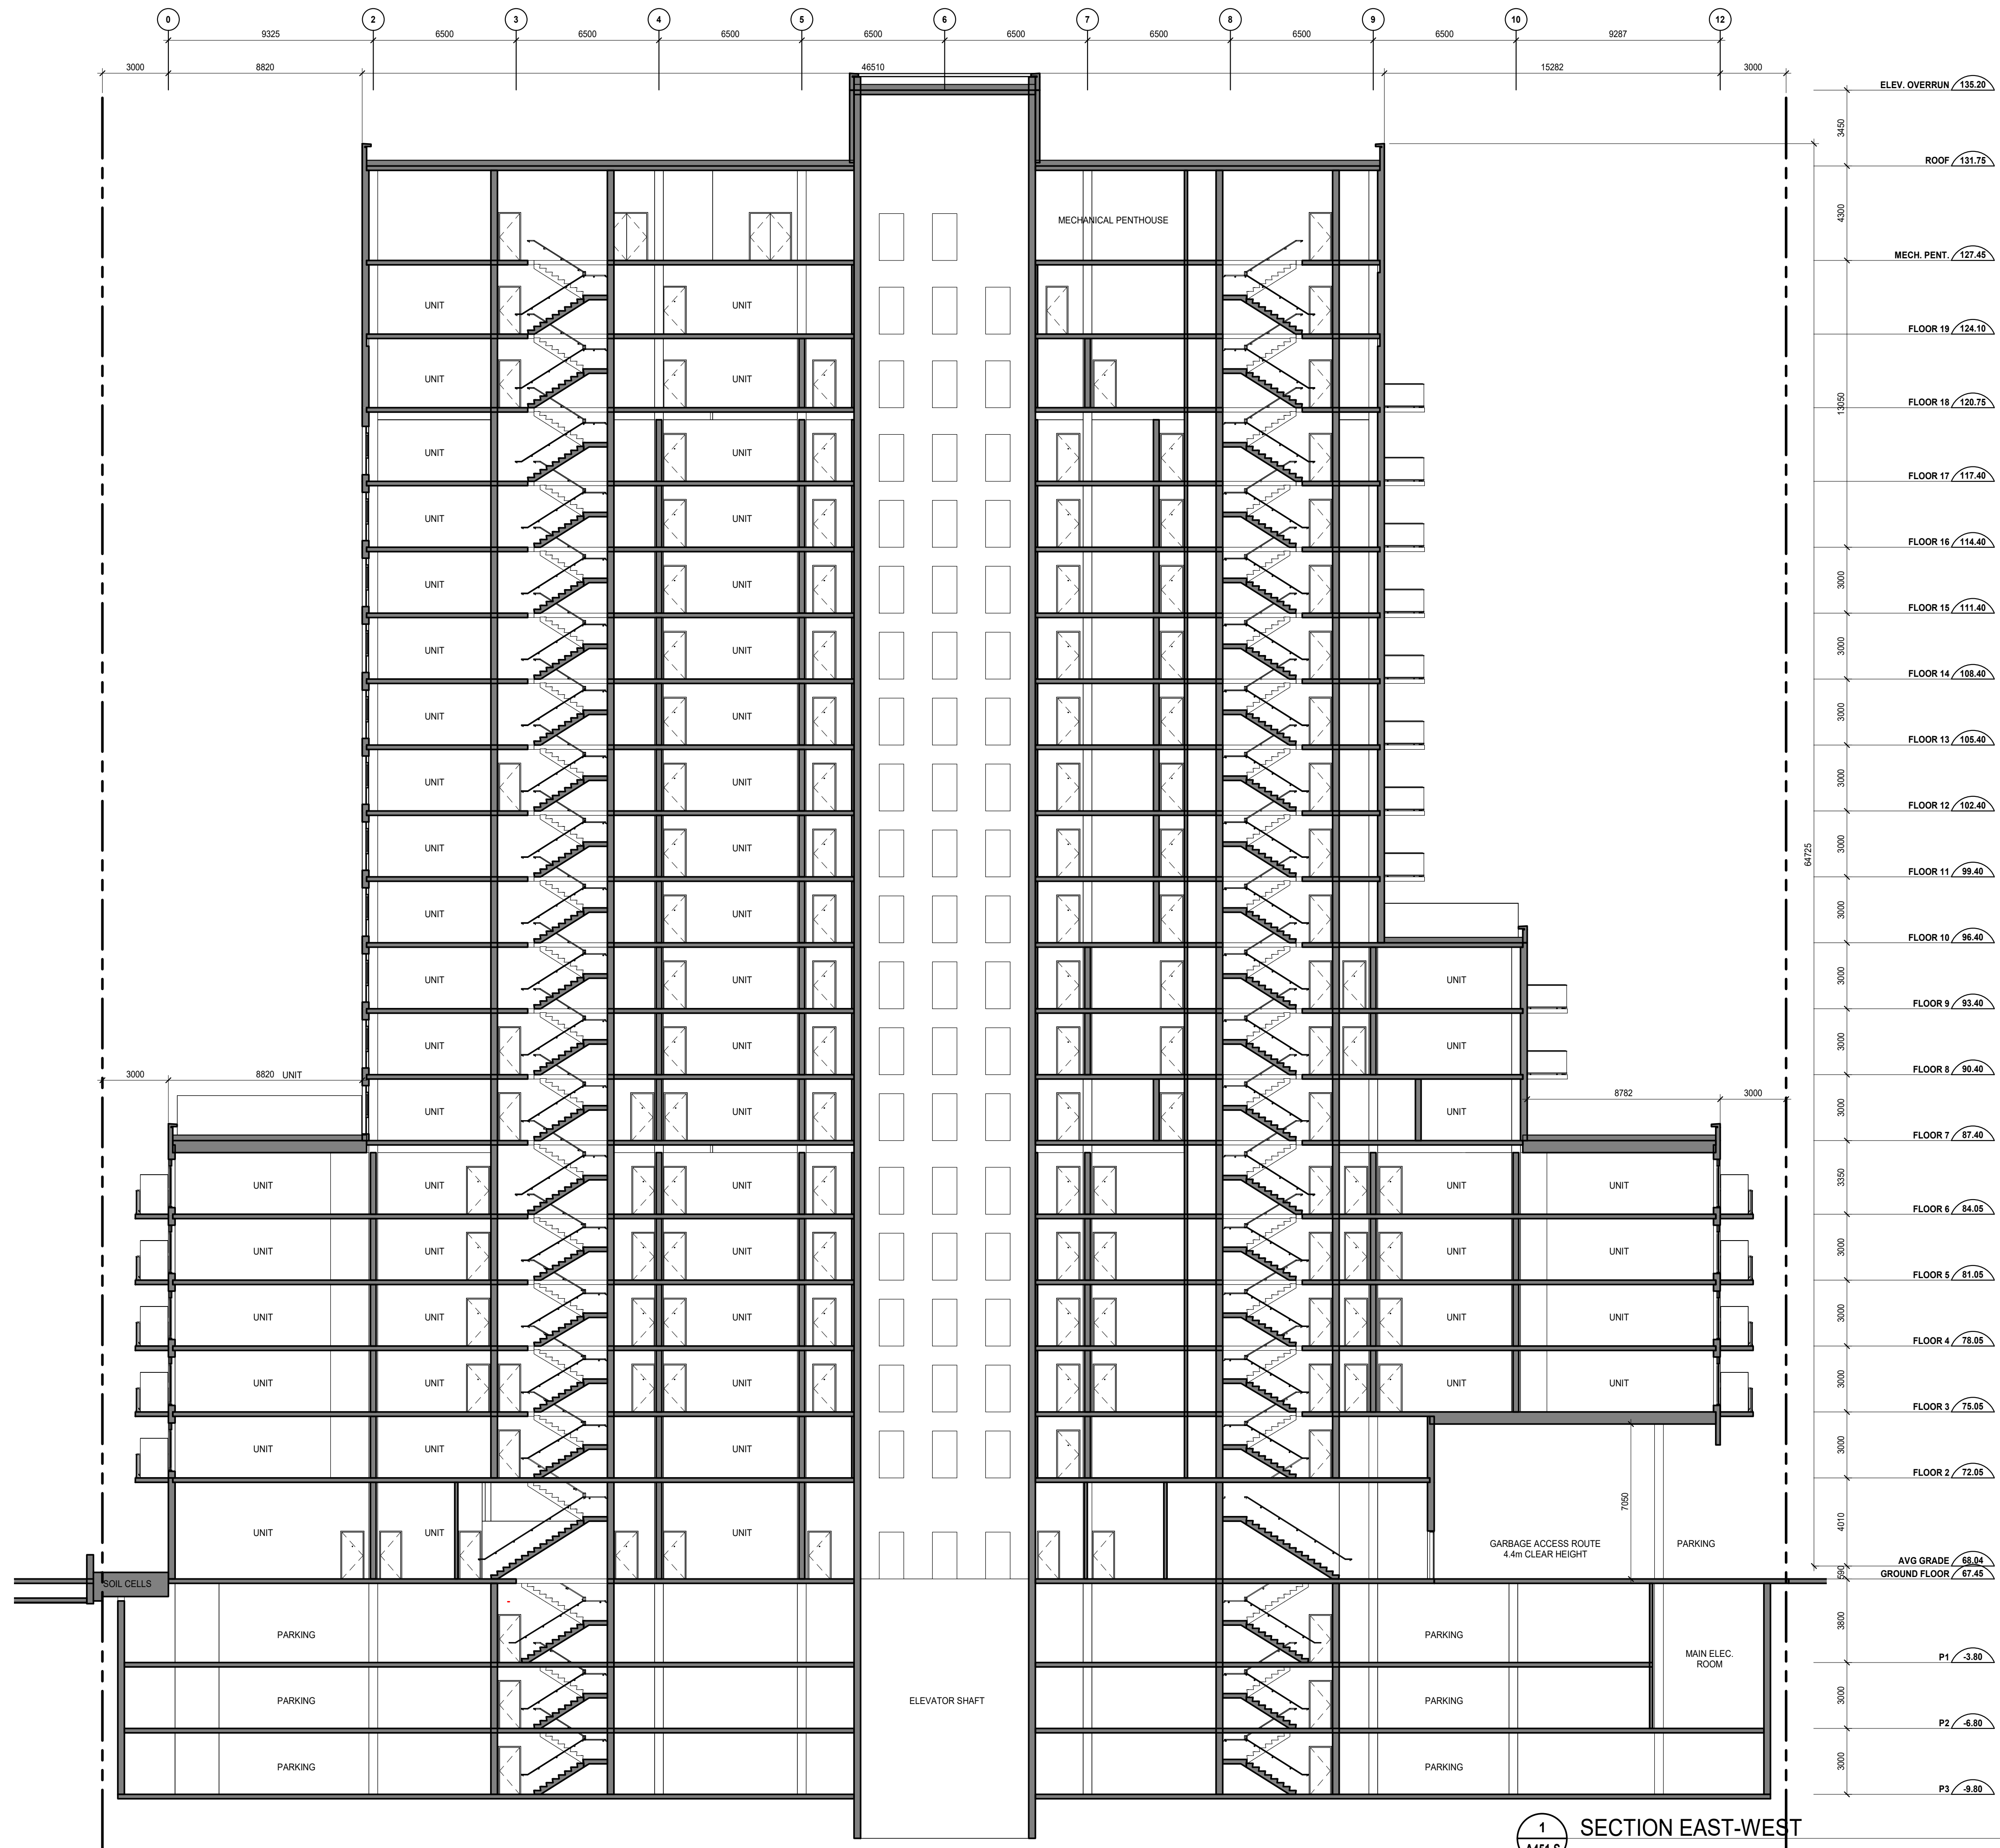 0 2 3 4 5 6 7 8 9 10 12
9325 6500 6500 6500 6500 6500 6500 6500 6500 9287
3000 8820 46510 15282 3000
ELEV. OVERRUN 135.20
3450
ROOF 131.75
MECHANICAL PENTHOUSE
4300
MECH. PENT. 127.45
UNIT UNIT
FLOOR 19 124.10
UNIT UNIT
13050
FLOOR 18 120.75
UNIT UNIT
FLOOR 17 117.40
UNIT UNIT
FLOOR 16 114.40
UNIT UNIT 3000
FLOOR 15 111.40
UNIT UNIT 3000
FLOOR 14 108.40
UNIT UNIT 3000
FLOOR 13 105.40
UNIT UNIT 3000
FLOOR 12 102.40
UNIT UNIT 64725 3000
FLOOR 11 99.40
UNIT UNIT 3000
FLOOR 10 96.40
UNIT UNIT UNIT 3000
FLOOR 9 93.40
UNIT UNIT UNIT 3000
FLOOR 8 90.40
3000 8820 UNIT
8782 3000
UNIT UNIT UNIT 3000
FLOOR 7 87.40
UNIT UNIT UNIT UNIT UNIT 3350
FLOOR 6 84.05
UNIT UNIT UNIT UNIT UNIT 3000
FLOOR 5 81.05
UNIT UNIT UNIT UNIT UNIT 3000
FLOOR 4 78.05
UNIT UNIT UNIT UNIT UNIT 3000
FLOOR 3 75.05
UNIT UNIT UNIT 3000
FLOOR 2 72.05
7050
4010
UNIT UNIT UNIT
GARBAGE ACCESS ROUTE
4.4m CLEAR HEIGHT
PARKING
AVG GRADE 68.04
590
GROUND FLOOR 67.45
SOIL CELLS
PARKING PARKING 3800
MAIN ELEC.
ROOM
P1 -3.80
PARKING ELEVATOR SHAFT PARKING 3000
P2 -6.80
PARKING PARKING 3000
P3 -9.80
1 SECTION EAST-WEST